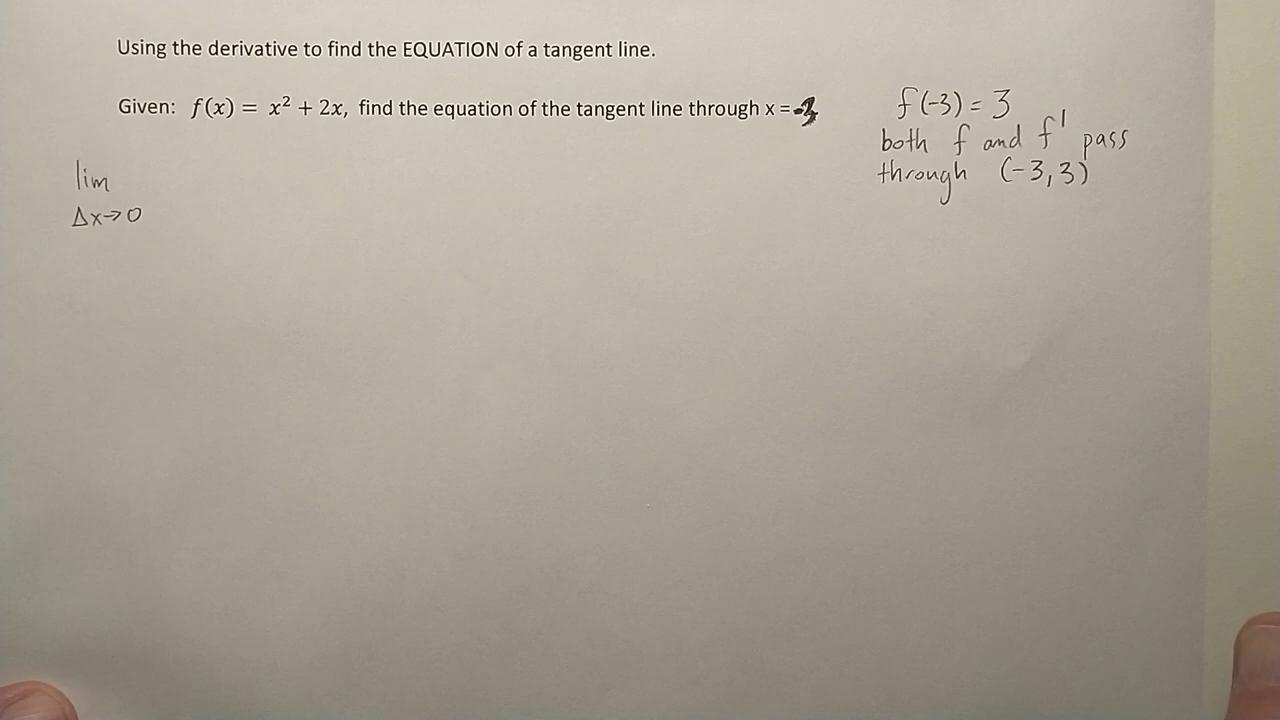 Using the derivative to find the EQUATION of a tangent line.
Given: f(x) = x² + 2x, find the equation of the tangent line through x = -3
f(-3) = 3
both f and f' pass
through (-3, 3)
lim
Δx→0